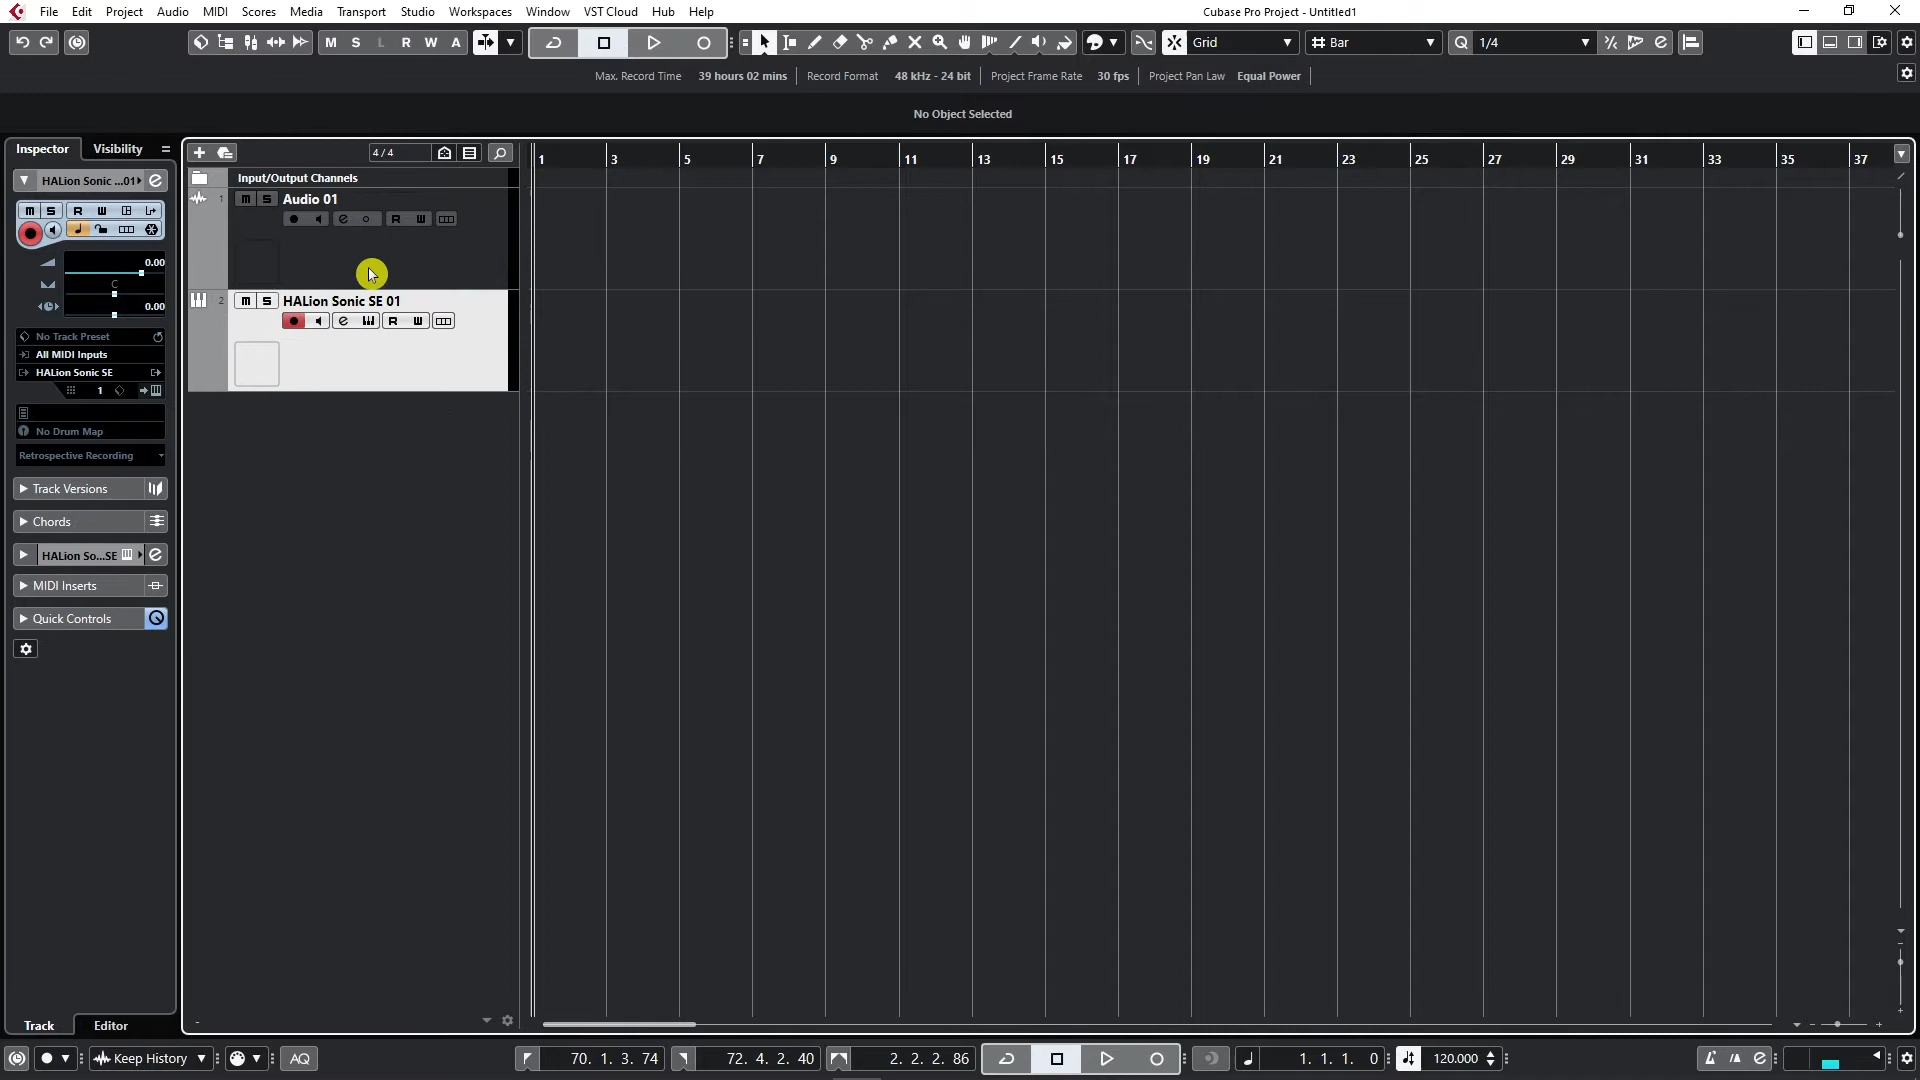 File Edit Project Audio MIDI Scores Media Transport Studio Workspaces Window VST Cloud Hub Help
Cubase Pro Project - Untitled1
M S L R W A
Grid
Bar
Q 1/4
Max. Record Time 39 hours 02 mins Record Format 48 kHz - 24 bit Project Frame Rate 30 fps Project Pan Law Equal Power
No Object Selected
Inspector Visibility
4 / 4
1 3 5 7 9 11 13 15 17 19 21 23 25 27 29 31 33 35 37
HALion Sonic ...01
Input/Output Channels
1 m S Audio 01
R W
m S R W
0.00
C
0.00
2 m S HALion Sonic SE 01
R W
No Track Preset
All MIDI Inputs
HALion Sonic SE
1
No Drum Map
Retrospective Recording
Track Versions
Chords
HALion So...SE
MIDI Inserts
Quick Controls
Track Editor
Keep History
AQ
70. 1. 3. 74
72. 4. 2. 40
2. 2. 2. 86
1. 1. 1. 0
120.000